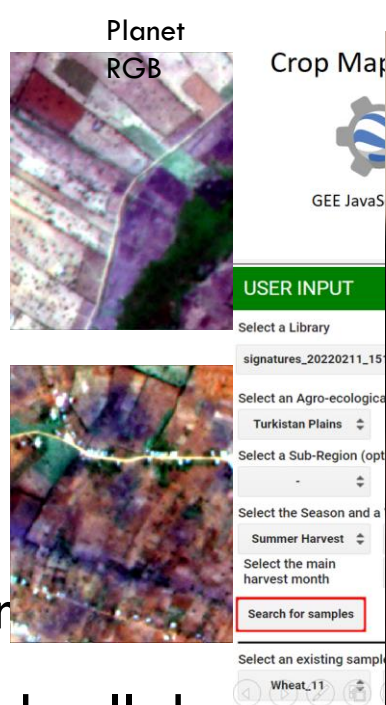 Planet
RGB
Crop Map
GEE JavaS
USER INPUT
Select a Library
signatures_20220211_151
Select an Agro-ecologica
Turkistan Plains
Select a Sub-Region (opt
-
Select the Season and a
Summer Harvest
Select the main
harvest month
Search for samples
Select an existing sample
Wheat_11